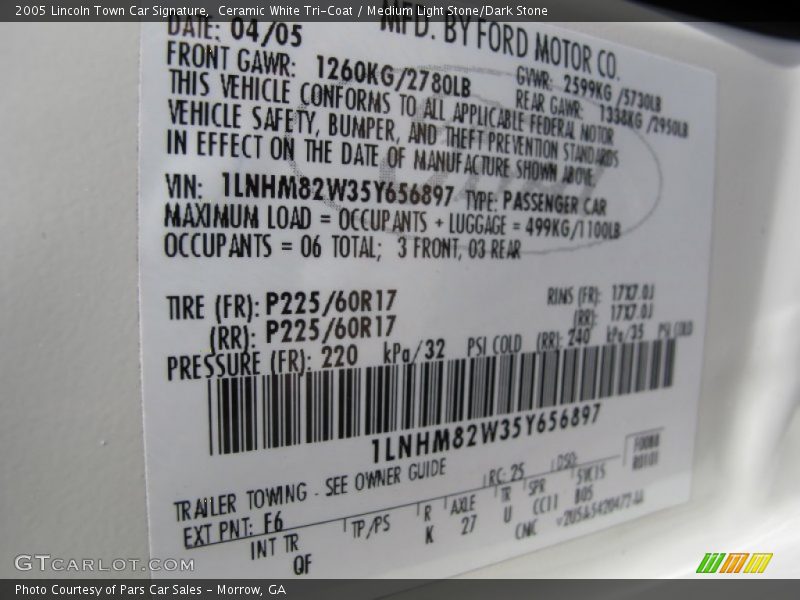 2005 Lincoln Town Car Signature, Ceramic White Tri-Coat / Medium Light Stone/Dark Stone
DATE: 04/05 MFD. BY FORD MOTOR CO.
FRONT GAWR: 1260KG/2780LB GVWR: 2599KG /5730LB
REAR GAWR: 1338KG /2950LB
THIS VEHICLE CONFORMS TO ALL APPLICABLE FEDERAL MOTOR
VEHICLE SAFETY, BUMPER, AND THEFT PREVENTION STANDARDS
IN EFFECT ON THE DATE OF MANUFACTURE SHOWN ABOVE
VIN: 1LNHM82W35Y656897 TYPE: PASSENGER CAR
MAXIMUM LOAD = OCCUPANTS + LUGGAGE = 499KG/1100LB
OCCUPANTS = 06 TOTAL; 3 FRONT, 03 REAR
TIRE (FR): P225/60R17 RIMS (FR): 17X7.0J
(RR): P225/60R17 (RR): 17X7.0J
PRESSURE (FR): 220 kPa/32 PSI COLD (RR): 240 kPa/35 PSI COLD
1LNHM82W35Y656897
TRAILER TOWING - SEE OWNER GUIDE
EXT PNT: F6 RC: 25 DSO:
INT TR TP/PS R AXLE TR SPR
QF K 27 U CC11
GTCARLOT.COM
Photo Courtesy of Pars Car Sales - Morrow, GA